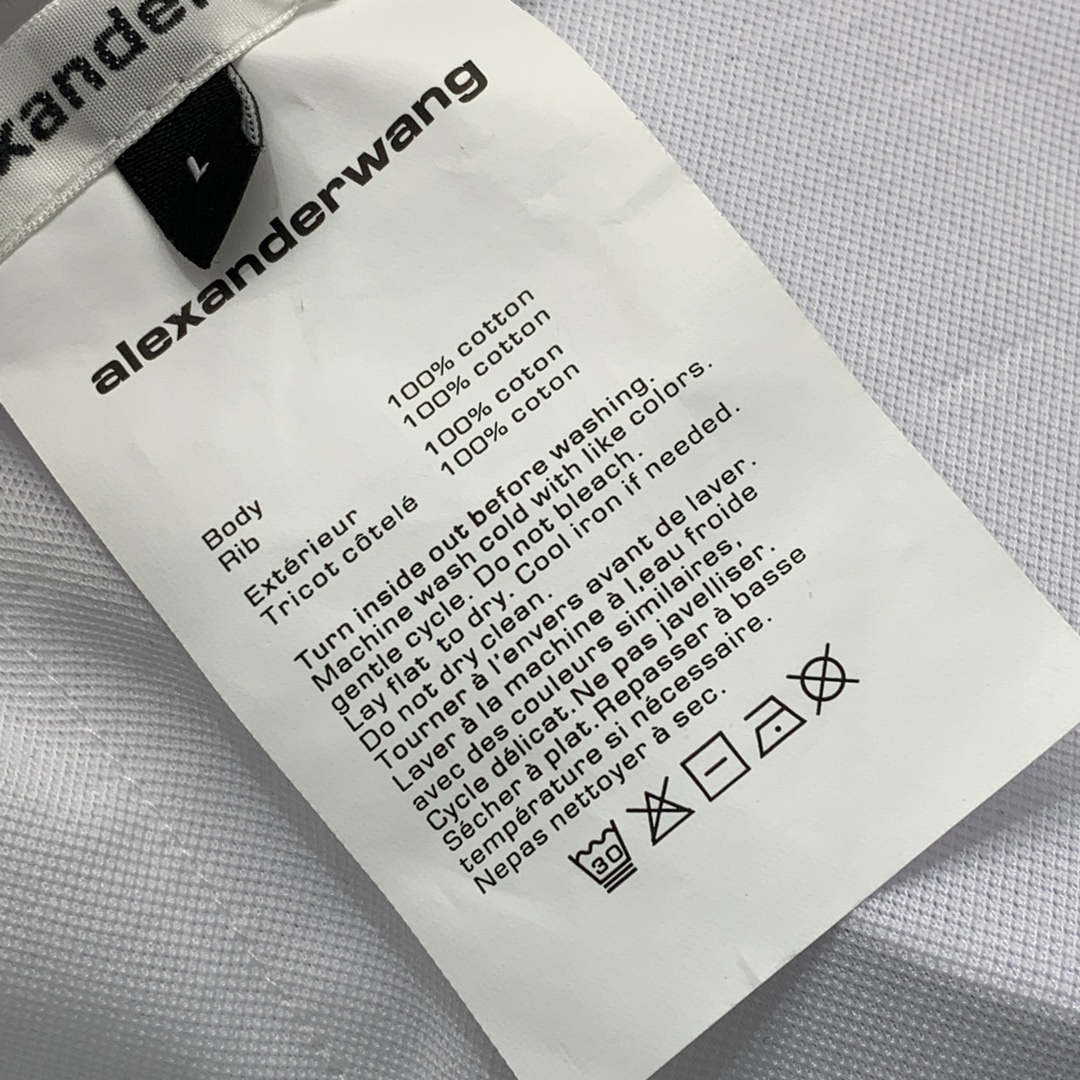 xander
L
alexanderwang
Body 100% cotton
Rib 100% cotton
Extérieur 100% coton
Tricot côtelé 100% coton
Turn inside out before washing.
Machine wash cold with like colors.
gentle cycle. Do not bleach.
Lay flat to dry. Cool iron if needed.
Do not dry clean.
Tourner à l'envers avant de laver.
Laver à la machine à l,eau froide
avec des couleurs similaires,
Cycle délicat. Ne pas javelliser.
Sécher à plat. Repasser à basse
température si nécessaire.
Nepas nettoyer à sec.
30